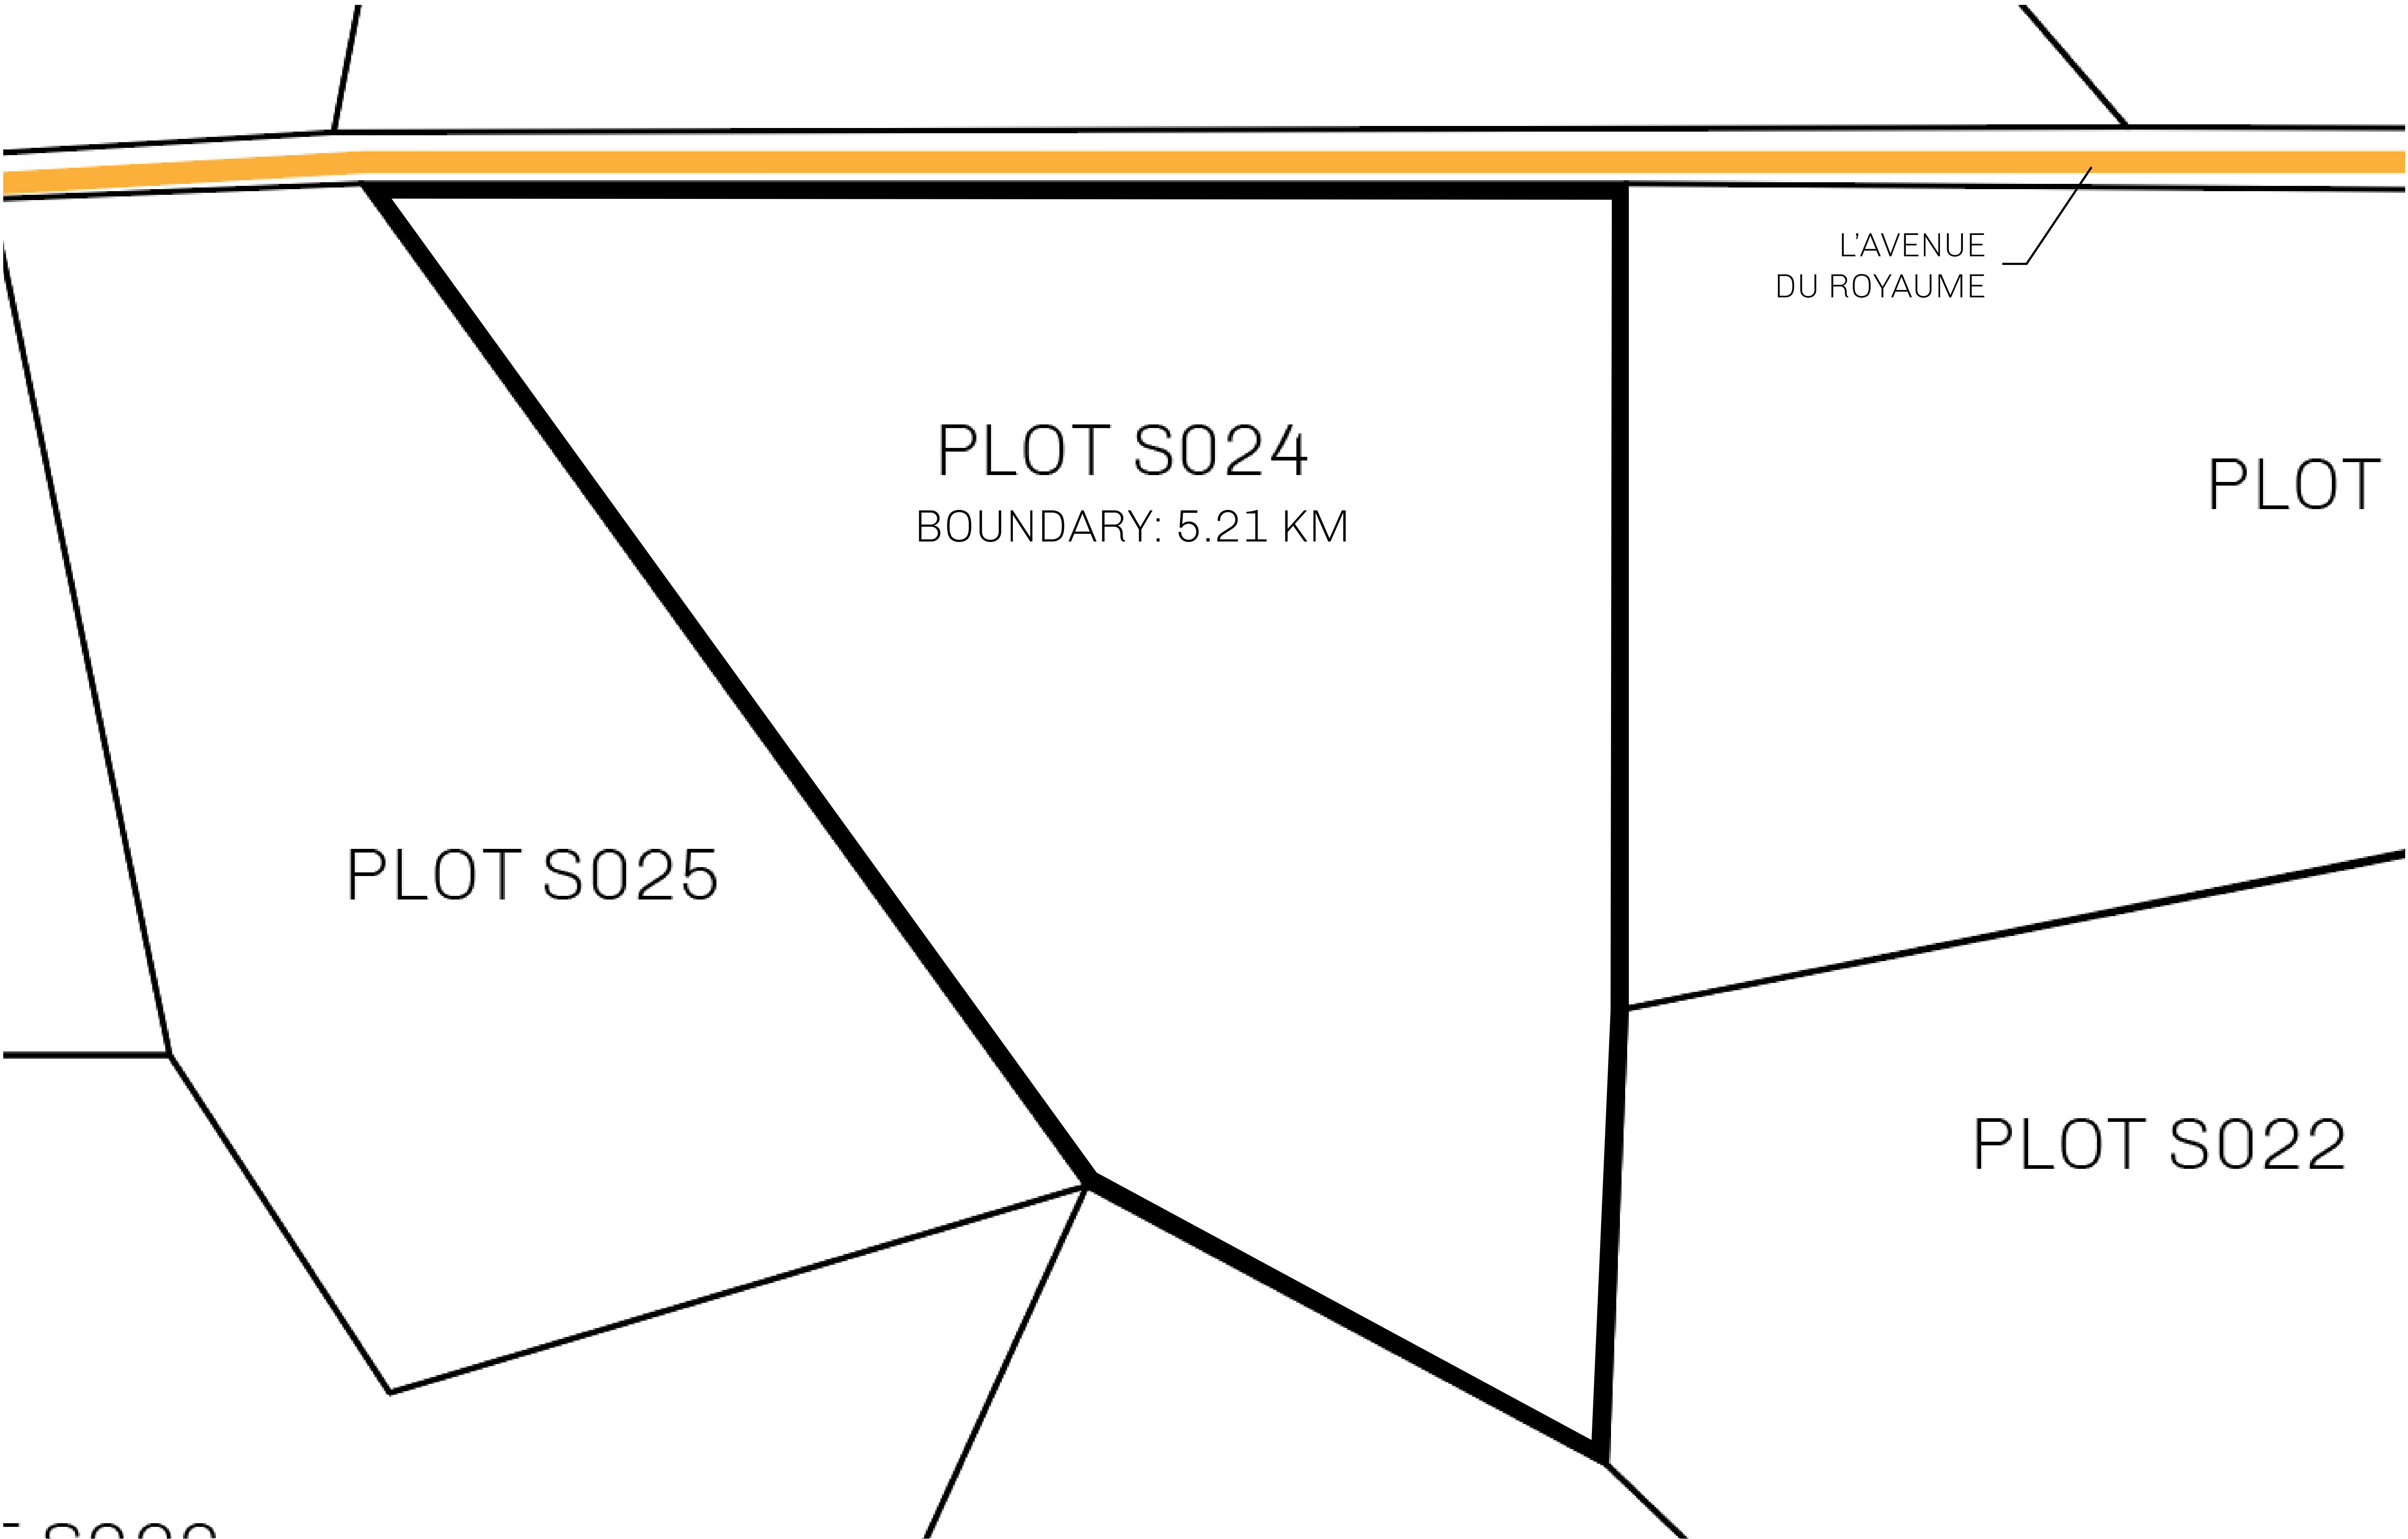 L'AVENUE
DU ROYAUME
PLOT S024
BOUNDARY: 5.21 KM
PLOT
PLOT S025
PLOT S022